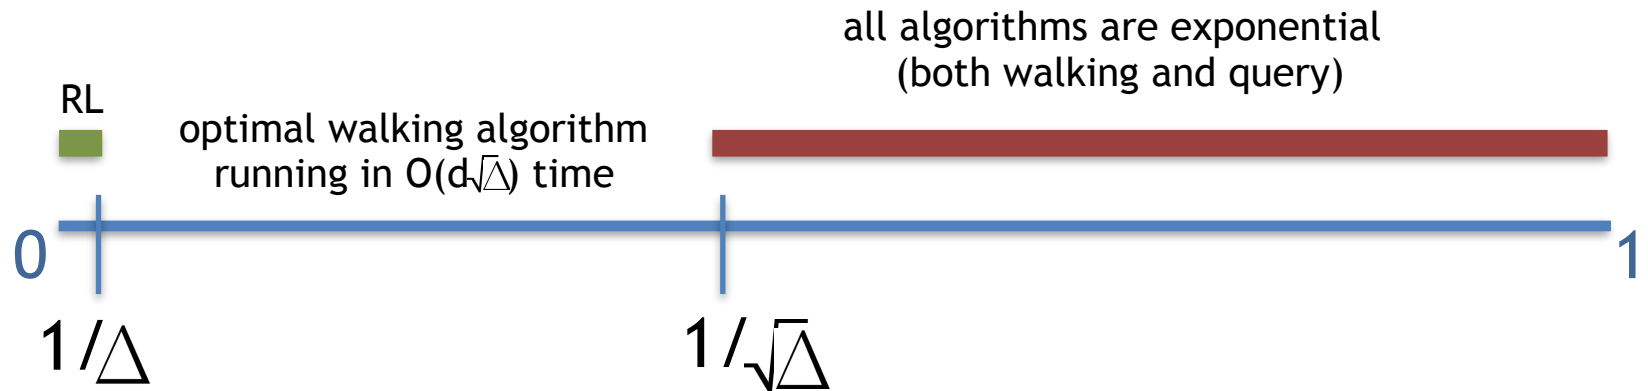 all algorithms are exponential
(both walking and query)
RL
optimal walking algorithm
running in O(d√Δ) time
0
1
1/Δ
1/√Δ